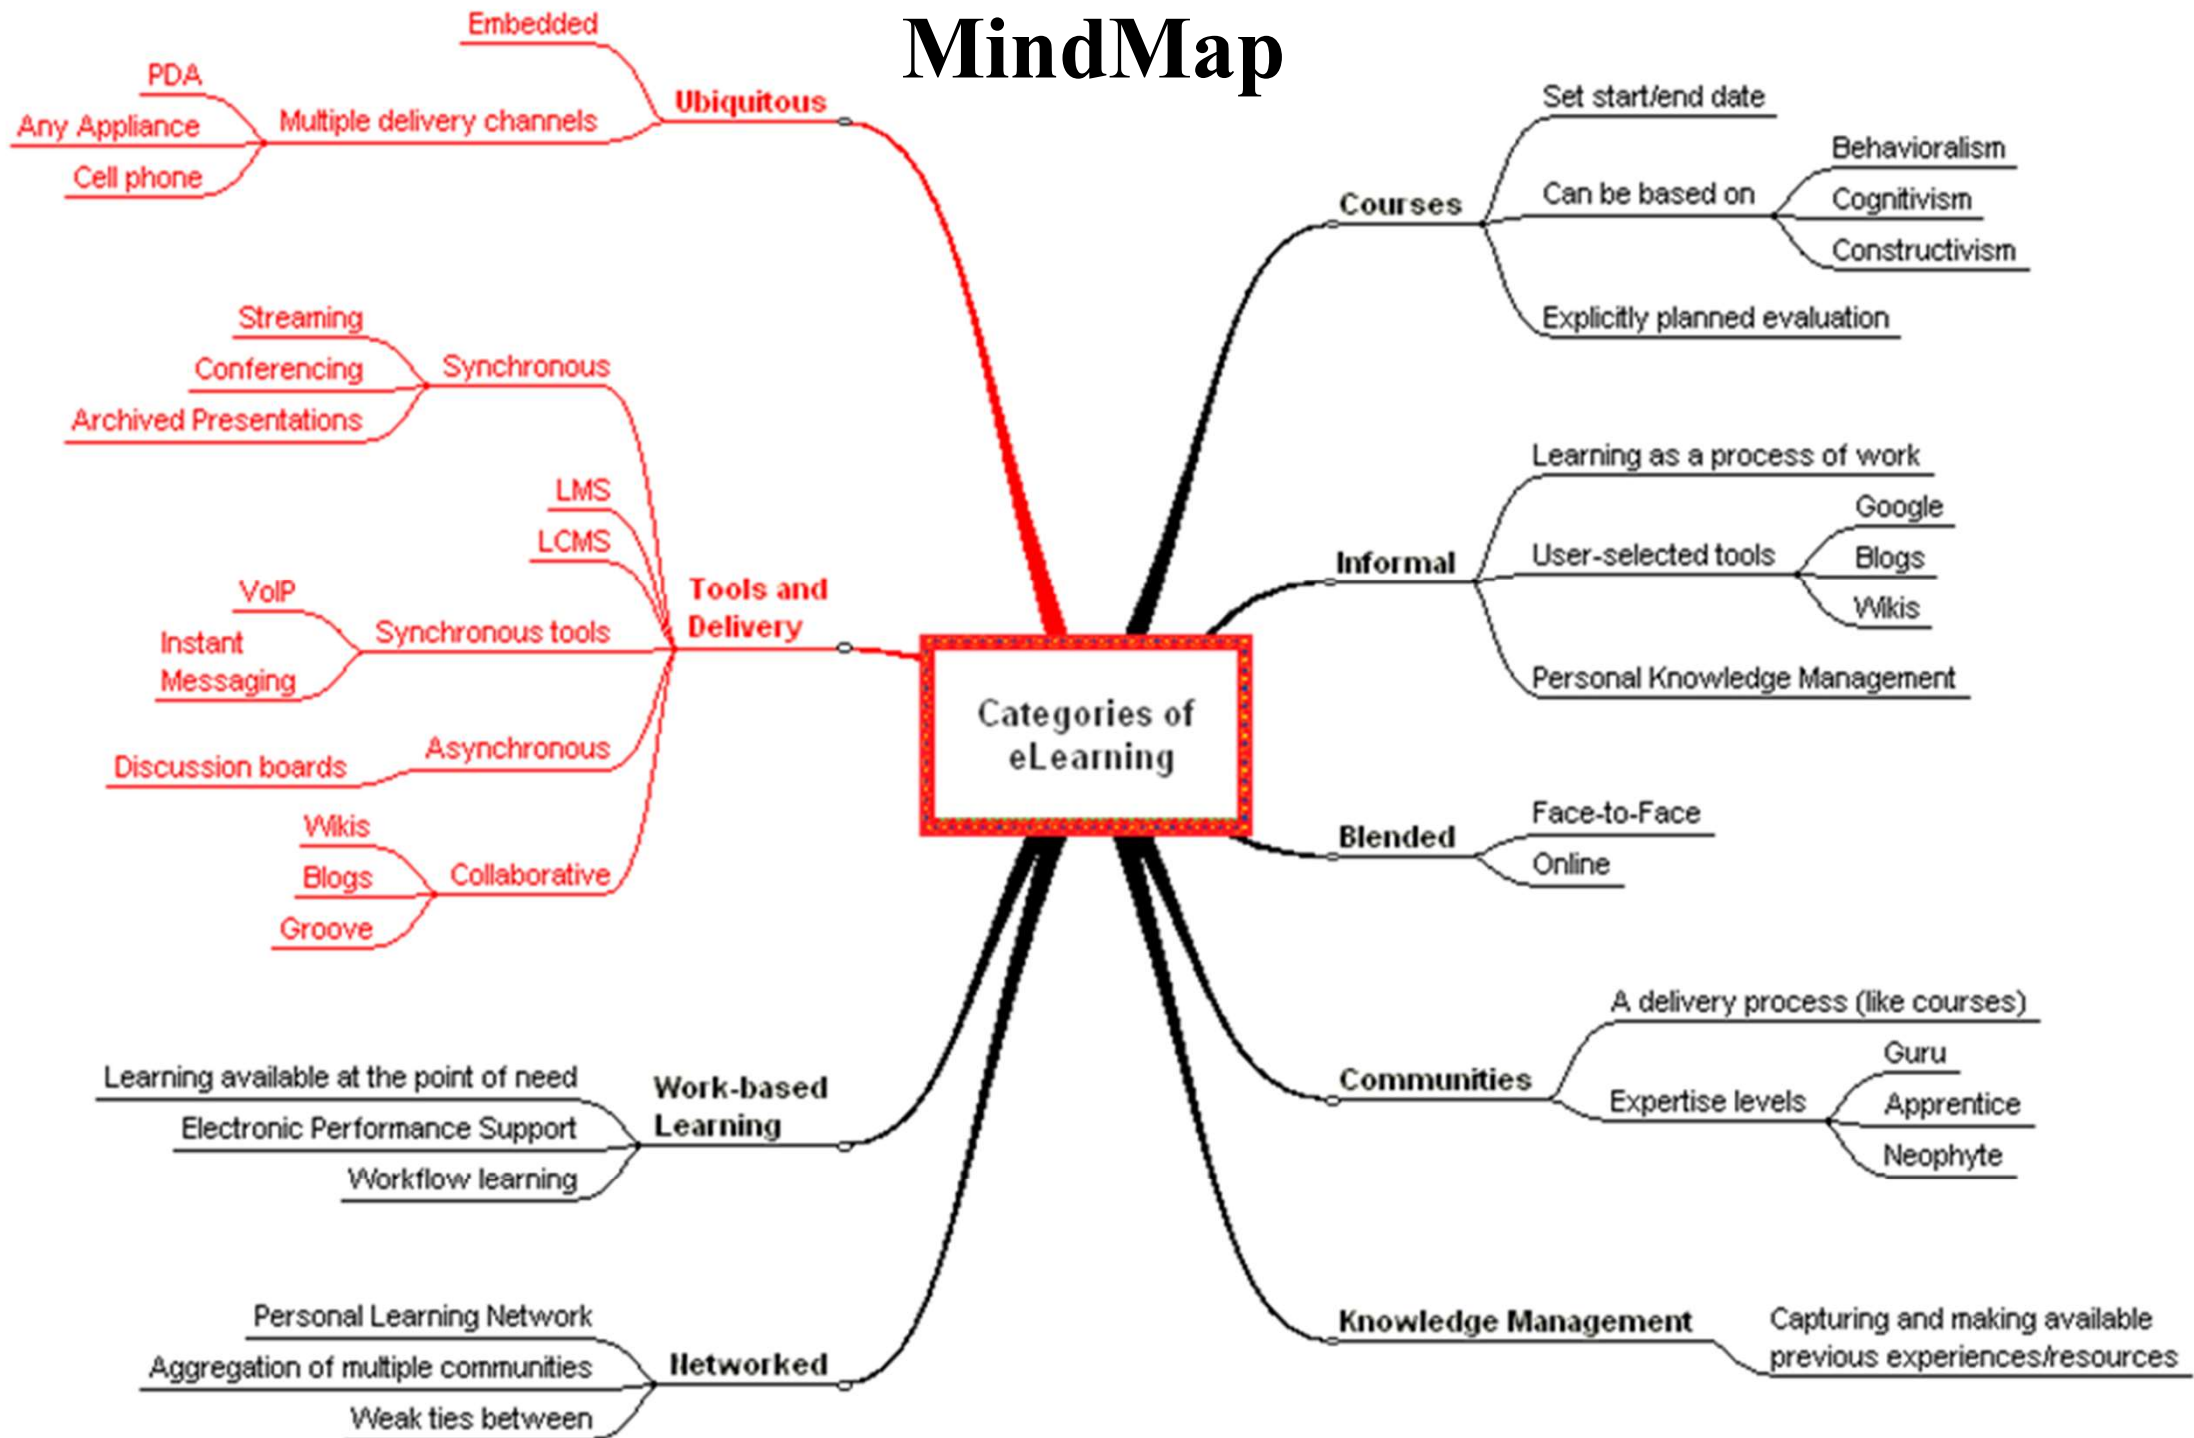 MindMap
Categories of
eLearning
Embedded
Ubiquitous
PDA
Any Appliance
Multiple delivery channels
Cell phone
Streaming
Conferencing
Synchronous
Archived Presentations
LMS
LCMS
Tools and
Delivery
VoIP
Synchronous tools
Instant
Messaging
Asynchronous
Discussion boards
Wikis
Blogs
Collaborative
Groove
Learning available at the point of need
Work-based
Learning
Electronic Performance Support
Workflow learning
Personal Learning Network
Networked
Aggregation of multiple communities
Weak ties between
Courses
Set start/end date
Can be based on
Behavioralism
Cognitivism
Constructivism
Explicitly planned evaluation
Informal
Learning as a process of work
User-selected tools
Google
Blogs
Wikis
Personal Knowledge Management
Blended
Face-to-Face
Online
Communities
A delivery process (like courses)
Expertise levels
Guru
Apprentice
Neophyte
Knowledge Management
Capturing and making available
previous experiences/resources